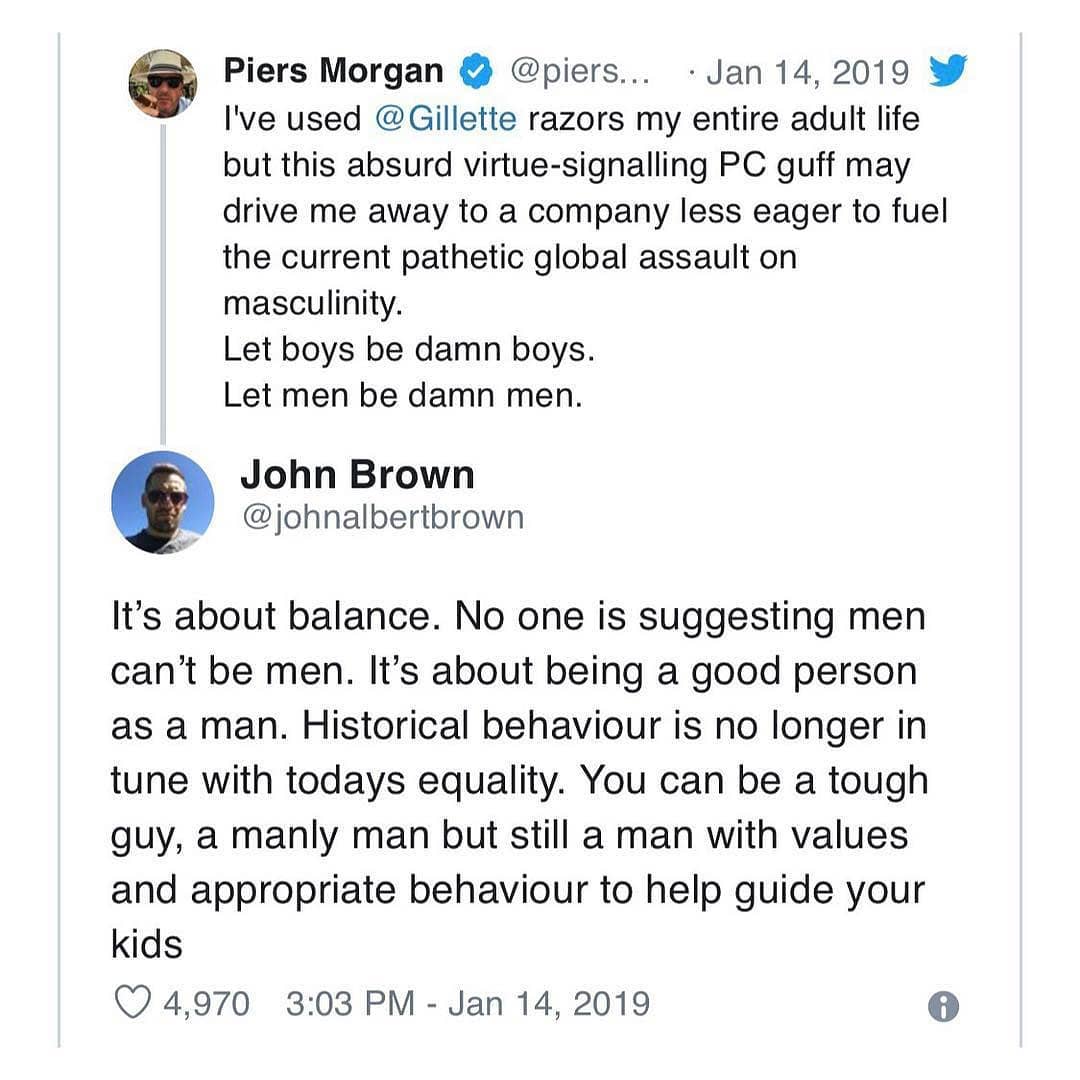 Piers Morgan @piers... · Jan 14, 2019
I've used @Gillette razors my entire adult life
but this absurd virtue-signalling PC guff may
drive me away to a company less eager to fuel
the current pathetic global assault on
masculinity.
Let boys be damn boys.
Let men be damn men.
John Brown
@johnalbertbrown
It’s about balance. No one is suggesting men
can’t be men. It’s about being a good person
as a man. Historical behaviour is no longer in
tune with todays equality. You can be a tough
guy, a manly man but still a man with values
and appropriate behaviour to help guide your
kids
4,970 3:03 PM - Jan 14, 2019